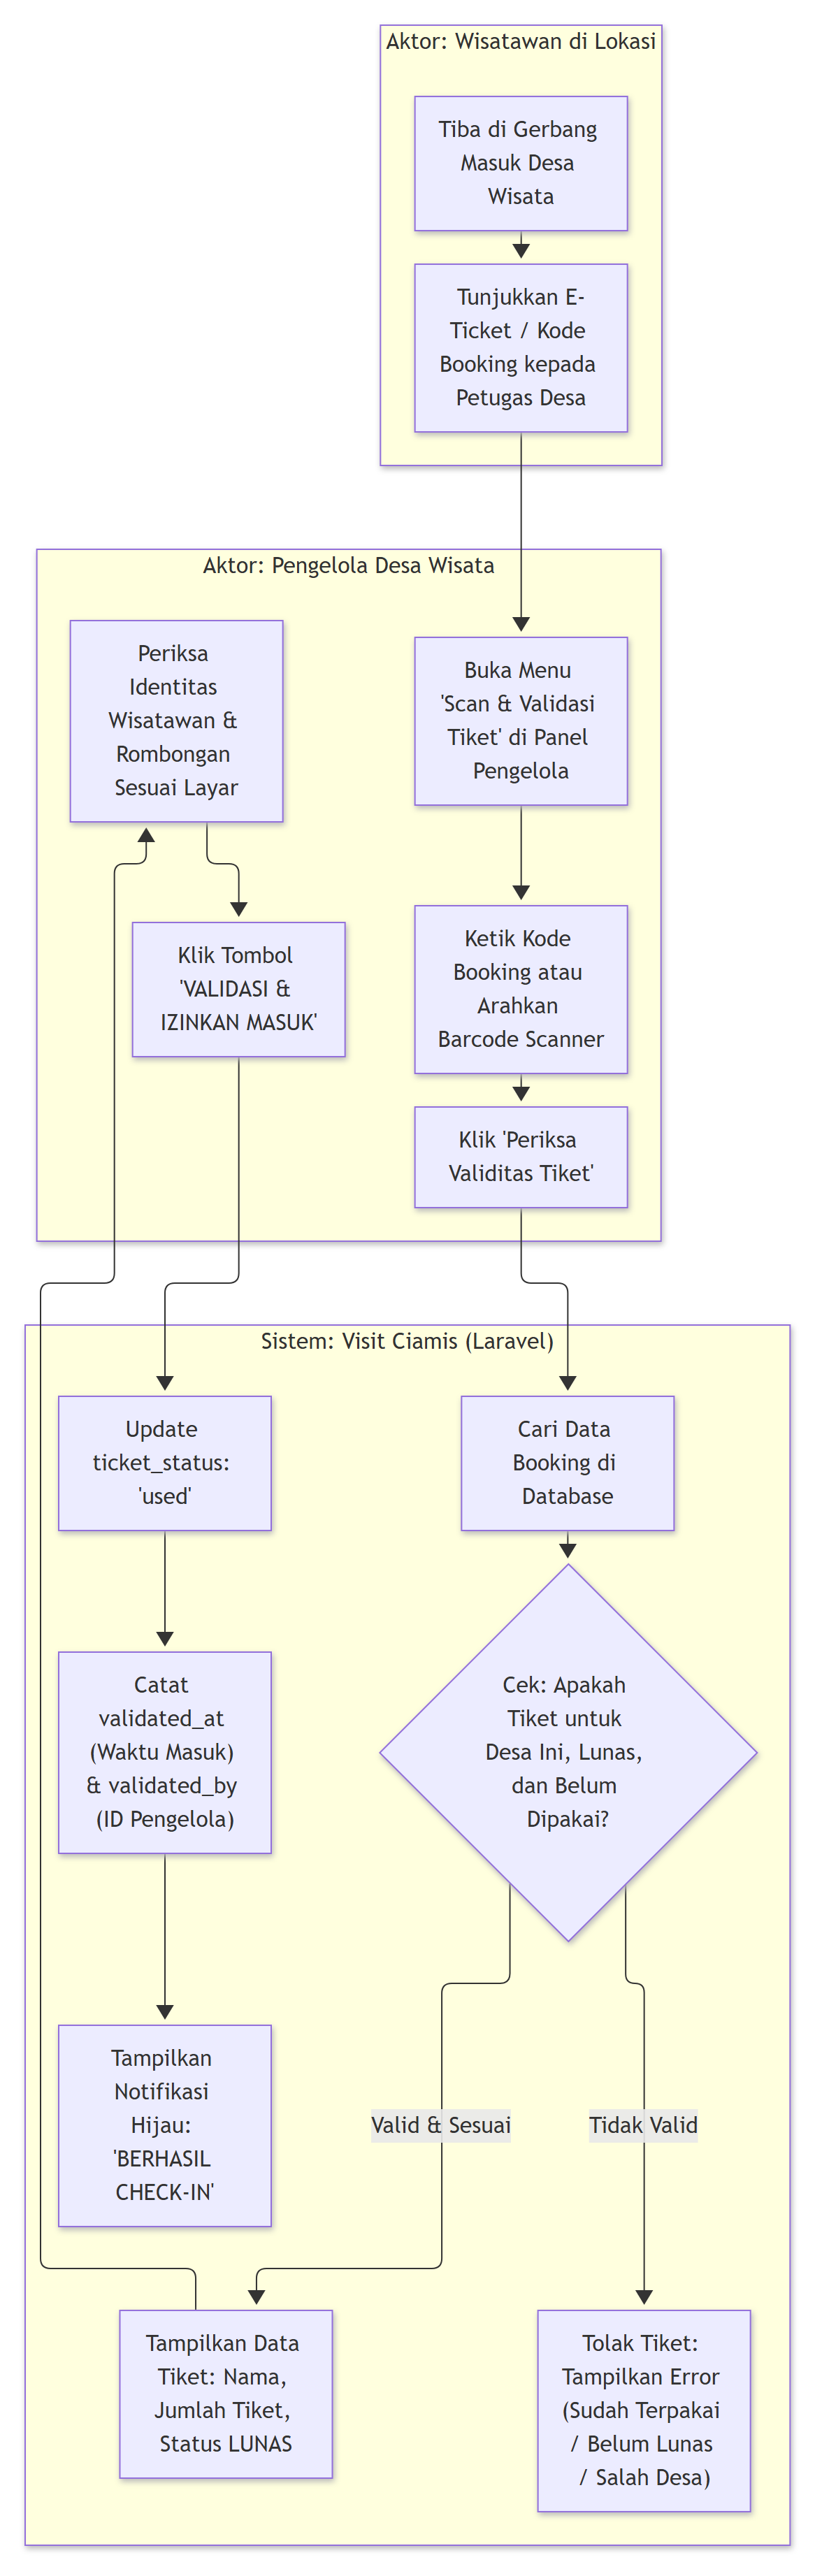 Aktor: Wisatawan di Lokasi
Tiba di Gerbang
Masuk Desa
Wisata
Tunjukkan E-
Ticket / Kode
Booking kepada
Petugas Desa
Aktor: Pengelola Desa Wisata
Periksa
Identitas
Wisatawan &
Rombongan
Sesuai Layar
Buka Menu
'Scan & Validasi
Tiket' di Panel
Pengelola
Klik Tombol
'VALIDASI &
IZINKAN MASUK'
Ketik Kode
Booking atau
Arahkan
Barcode Scanner
Klik 'Periksa
Validitas Tiket'
Sistem: Visit Ciamis (Laravel)
Update
ticket_status:
'used'
Cari Data
Booking di
Database
Catat
validated_at
(Waktu Masuk)
& validated_by
(ID Pengelola)
Cek: Apakah
Tiket untuk
Desa Ini, Lunas,
dan Belum
Dipakai?
Tampilkan
Notifikasi
Hijau:
'BERHASIL
CHECK-IN'
Valid & Sesuai
Tidak Valid
Tampilkan Data
Tiket: Nama,
Jumlah Tiket,
Status LUNAS
Tolak Tiket:
Tampilkan Error
(Sudah Terpakai
/ Belum Lunas
/ Salah Desa)